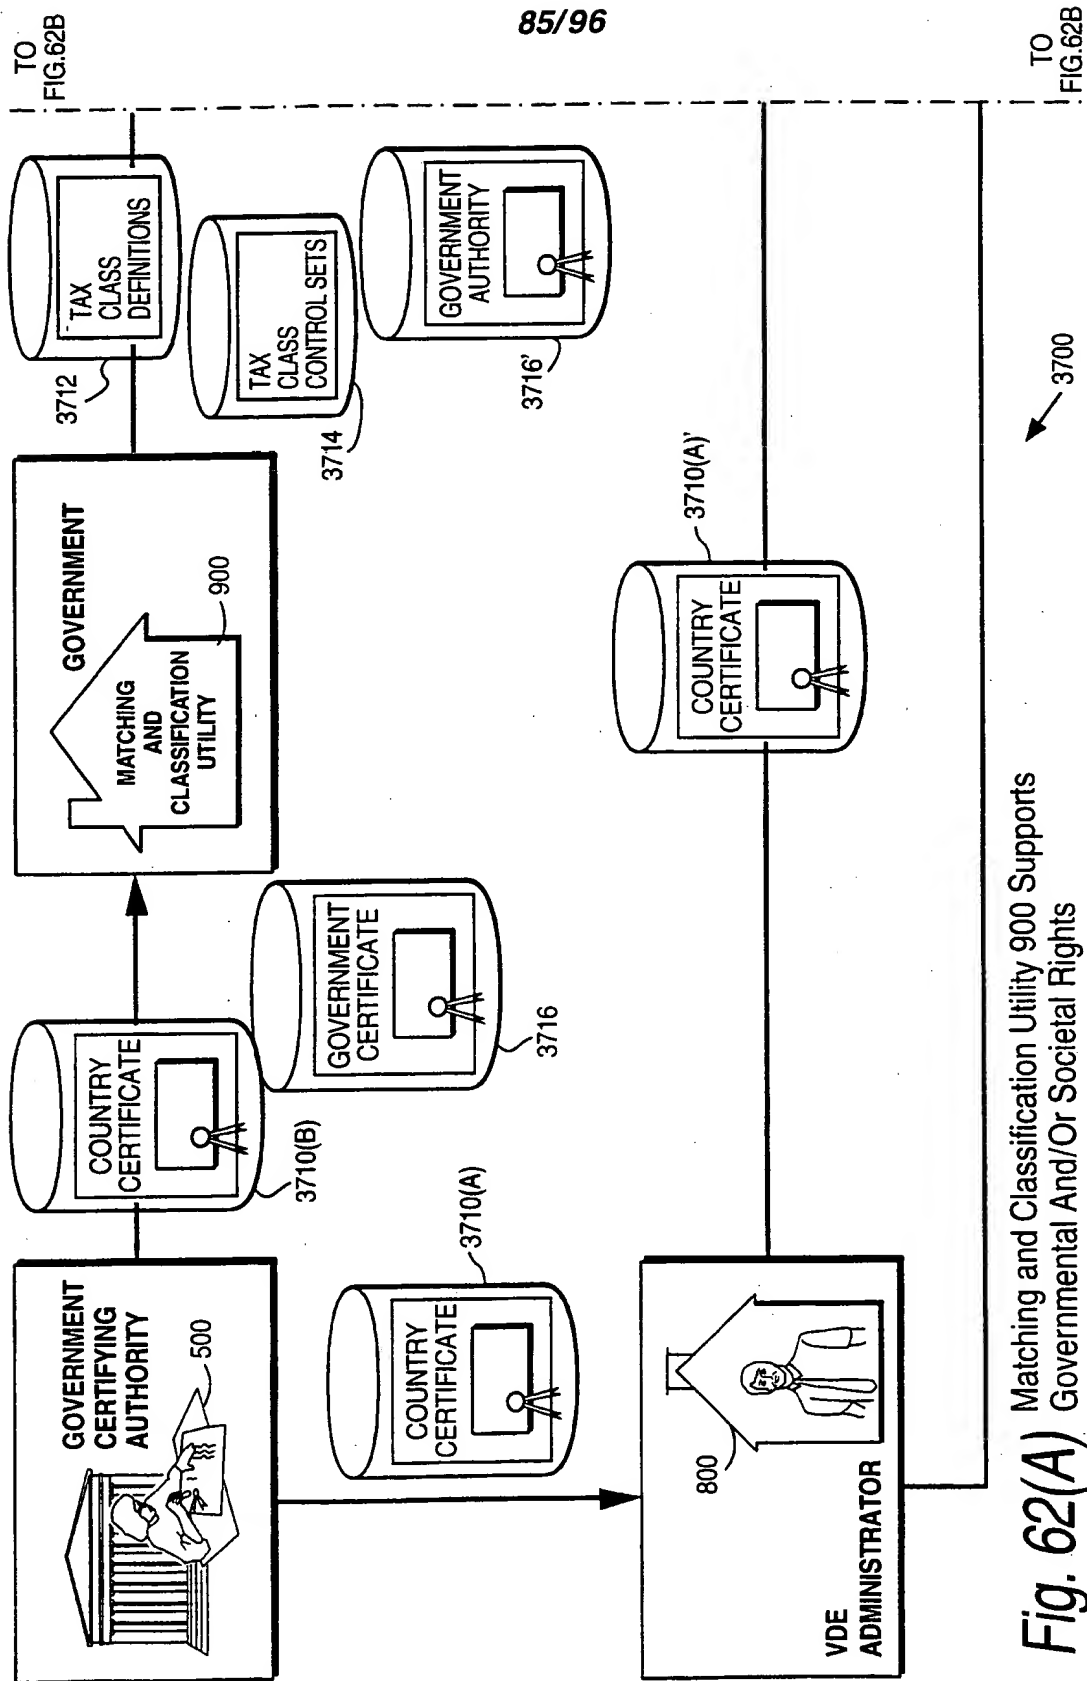 85/96
TO
FIG.62B
TO
FIG.62B
GOVERNMENT
CERTIFYING
AUTHORITY
500
COUNTRY
CERTIFICATE
3710(B)
GOVERNMENT
CERTIFICATE
3716
GOVERNMENT
MATCHING
AND
CLASSIFICATION
UTILITY
900
TAX
CLASS
DEFINITIONS
3712
TAX
CLASS
CONTROL SETS
3714
GOVERNMENT
AUTHORITY
3716'
COUNTRY
CERTIFICATE
3710(A)
VDE
ADMINISTRATOR
800
COUNTRY
CERTIFICATE
3710(A)'
3700
Fig. 62(A) Matching and Classification Utility 900 Supports
Governmental And/Or Societal Rights